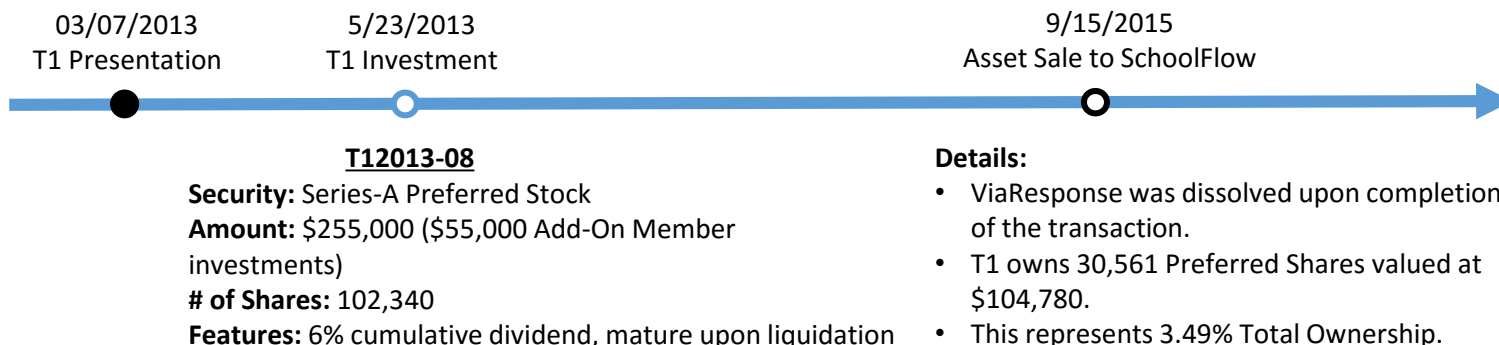 03/07/2013
T1 Presentation
5/23/2013
T1 Investment
9/15/2015
Asset Sale to SchoolFlow
T12013-08
Security: Series-A Preferred Stock
Amount: $255,000 ($55,000 Add-On Member
investments)
# of Shares: 102,340
Features: 6% cumulative dividend, mature upon liquidation
Details:
• ViaResponse was dissolved upon completion
of the transaction.
• T1 owns 30,561 Preferred Shares valued at
$104,780.
• This represents 3.49% Total Ownership.